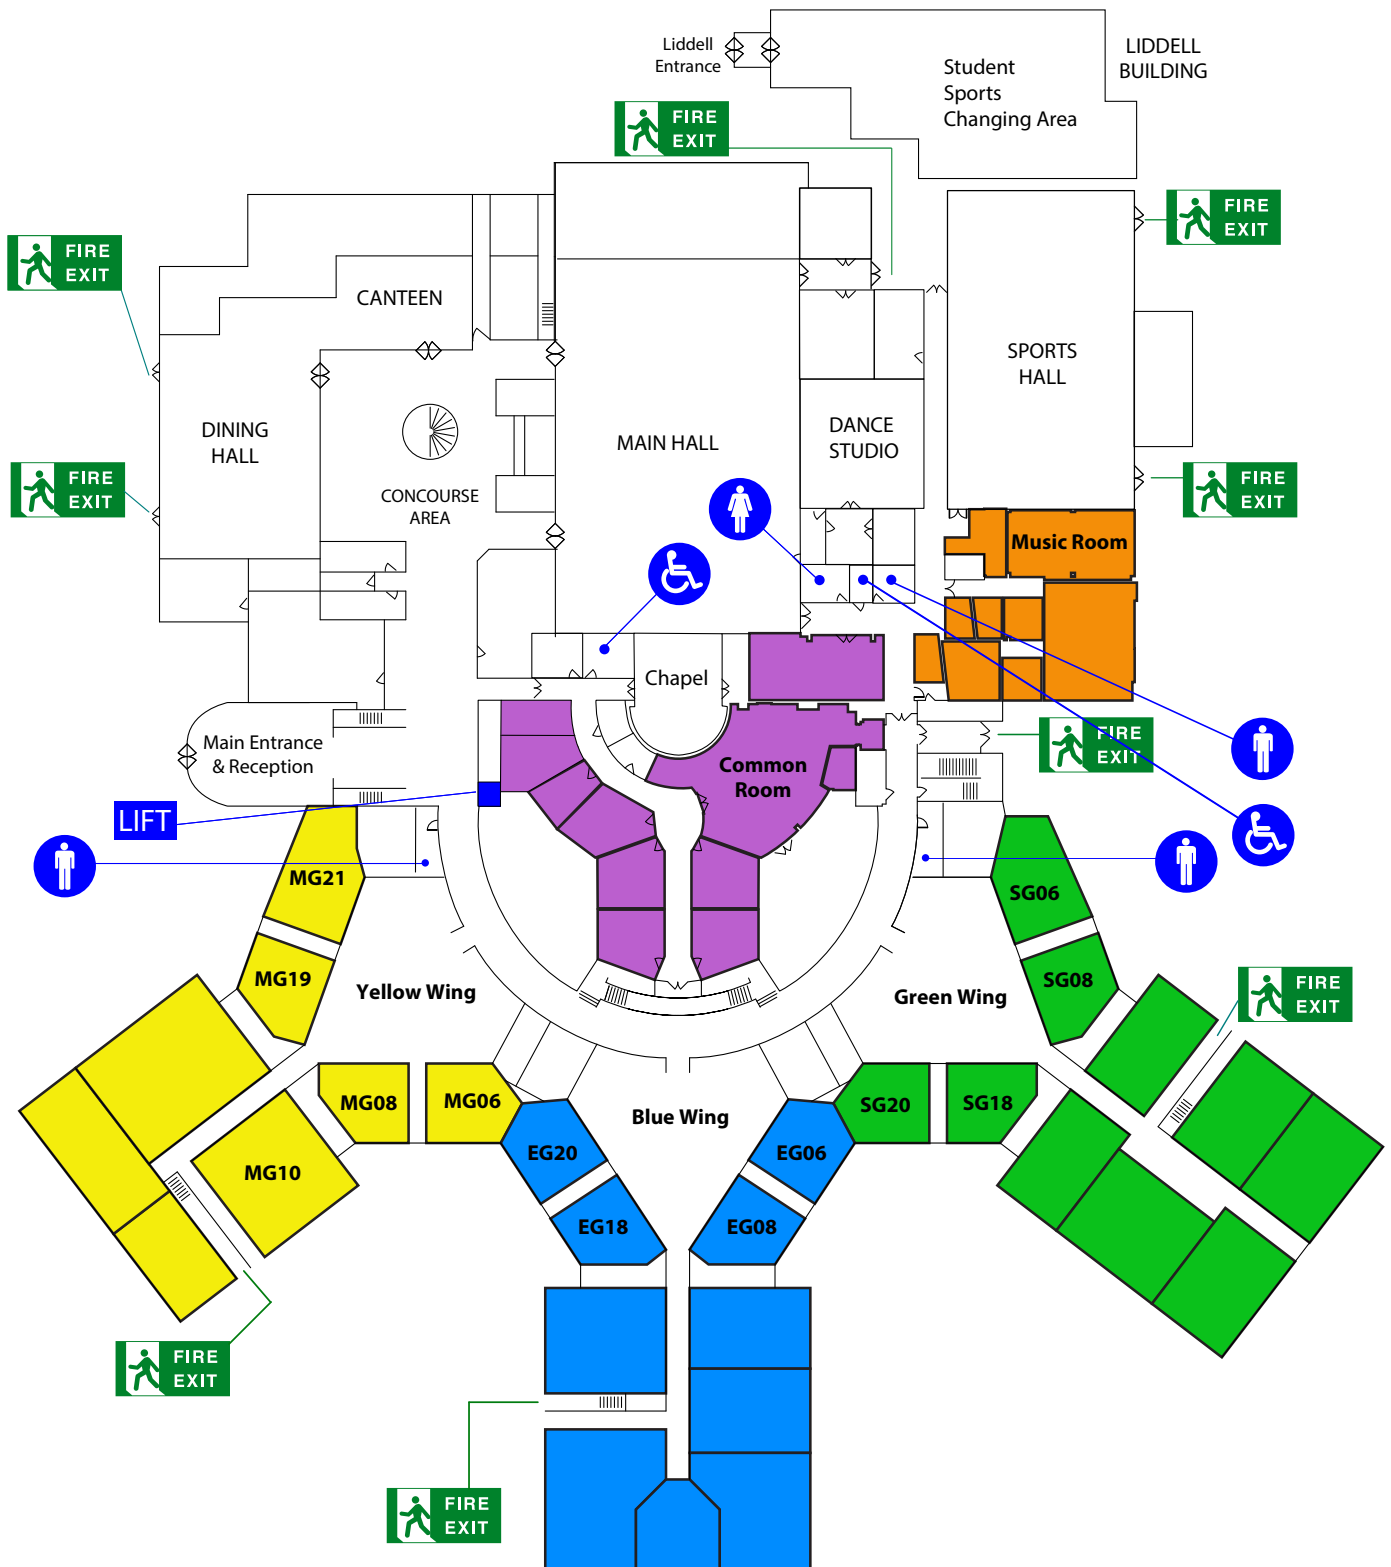 Liddell
Entrance
Student
Sports
Changing Area
LIDDELL
BUILDING
FIRE
EXIT
FIRE
EXIT
FIRE
EXIT
CANTEEN
SPORTS
HALL
DINING
HALL
MAIN HALL
DANCE
STUDIO
FIRE
EXIT
FIRE
EXIT
CONCOURSE
AREA
Music Room
Chapel
Main Entrance
& Reception
FIRE
EXIT
Common
Room
LIFT
MG21
SG06
MG19
SG08
Yellow Wing
Green Wing
FIRE
EXIT
MG08
MG06
Blue Wing
SG20
SG18
MG10
EG20
EG06
EG18
EG08
FIRE
EXIT
FIRE
EXIT